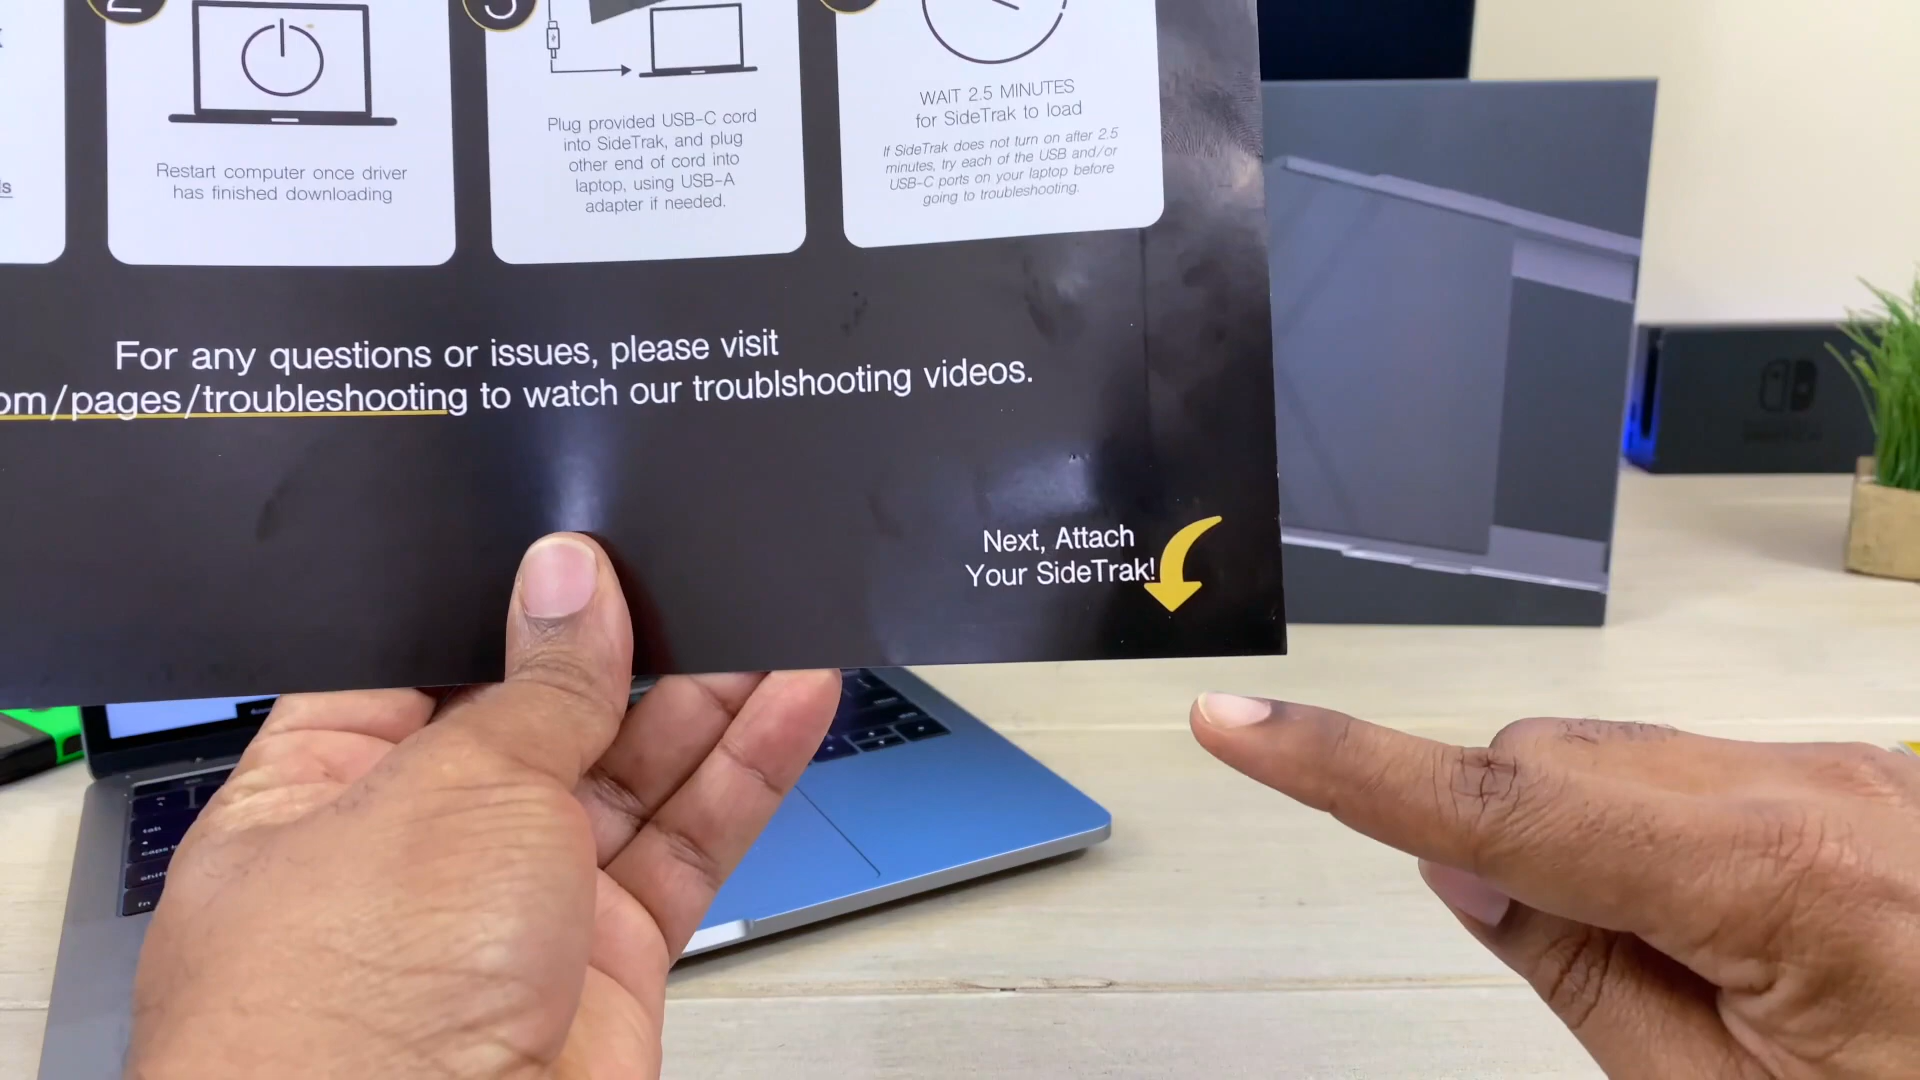 2
3
Restart computer once driver
has finished downloading
Plug provided USB-C cord
into SideTrak, and plug
other end of cord into
laptop, using USB-A
adapter if needed.
WAIT 2.5 MINUTES
for SideTrak to load
If SideTrak does not turn on after 2.5
minutes, try each of the USB and/or
USB-C ports on your laptop before
going to troubleshooting.
For any questions or issues, please visit
om/pages/troubleshooting to watch our troublshooting videos.
Next, Attach
Your SideTrak!
tab
fn